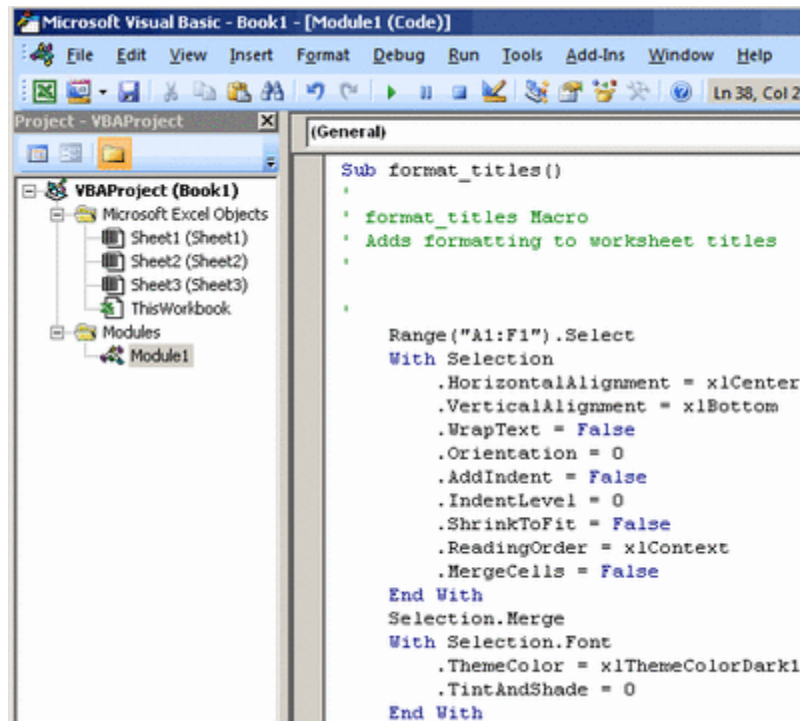 Microsoft Visual Basic - Book1 - [Module1 (Code)]
File Edit View Insert Format Debug Run Tools Add-Ins Window Help
Ln 38, Col 2
Project - VBAProject
VBAProject (Book1)
Microsoft Excel Objects
Sheet1 (Sheet1)
Sheet2 (Sheet2)
Sheet3 (Sheet3)
ThisWorkbook
Modules
Module1
(General)
Sub format_titles()
'
' format_titles Macro
' Adds formatting to worksheet titles
'
'
Range("A1:F1").Select
With Selection
.HorizontalAlignment = xlCenter
.VerticalAlignment = xlBottom
.WrapText = False
.Orientation = 0
.AddIndent = False
.IndentLevel = 0
.ShrinkToFit = False
.ReadingOrder = xlContext
.MergeCells = False
End With
Selection.Merge
With Selection.Font
.ThemeColor = xlThemeColorDark1
.TintAndShade = 0
End With